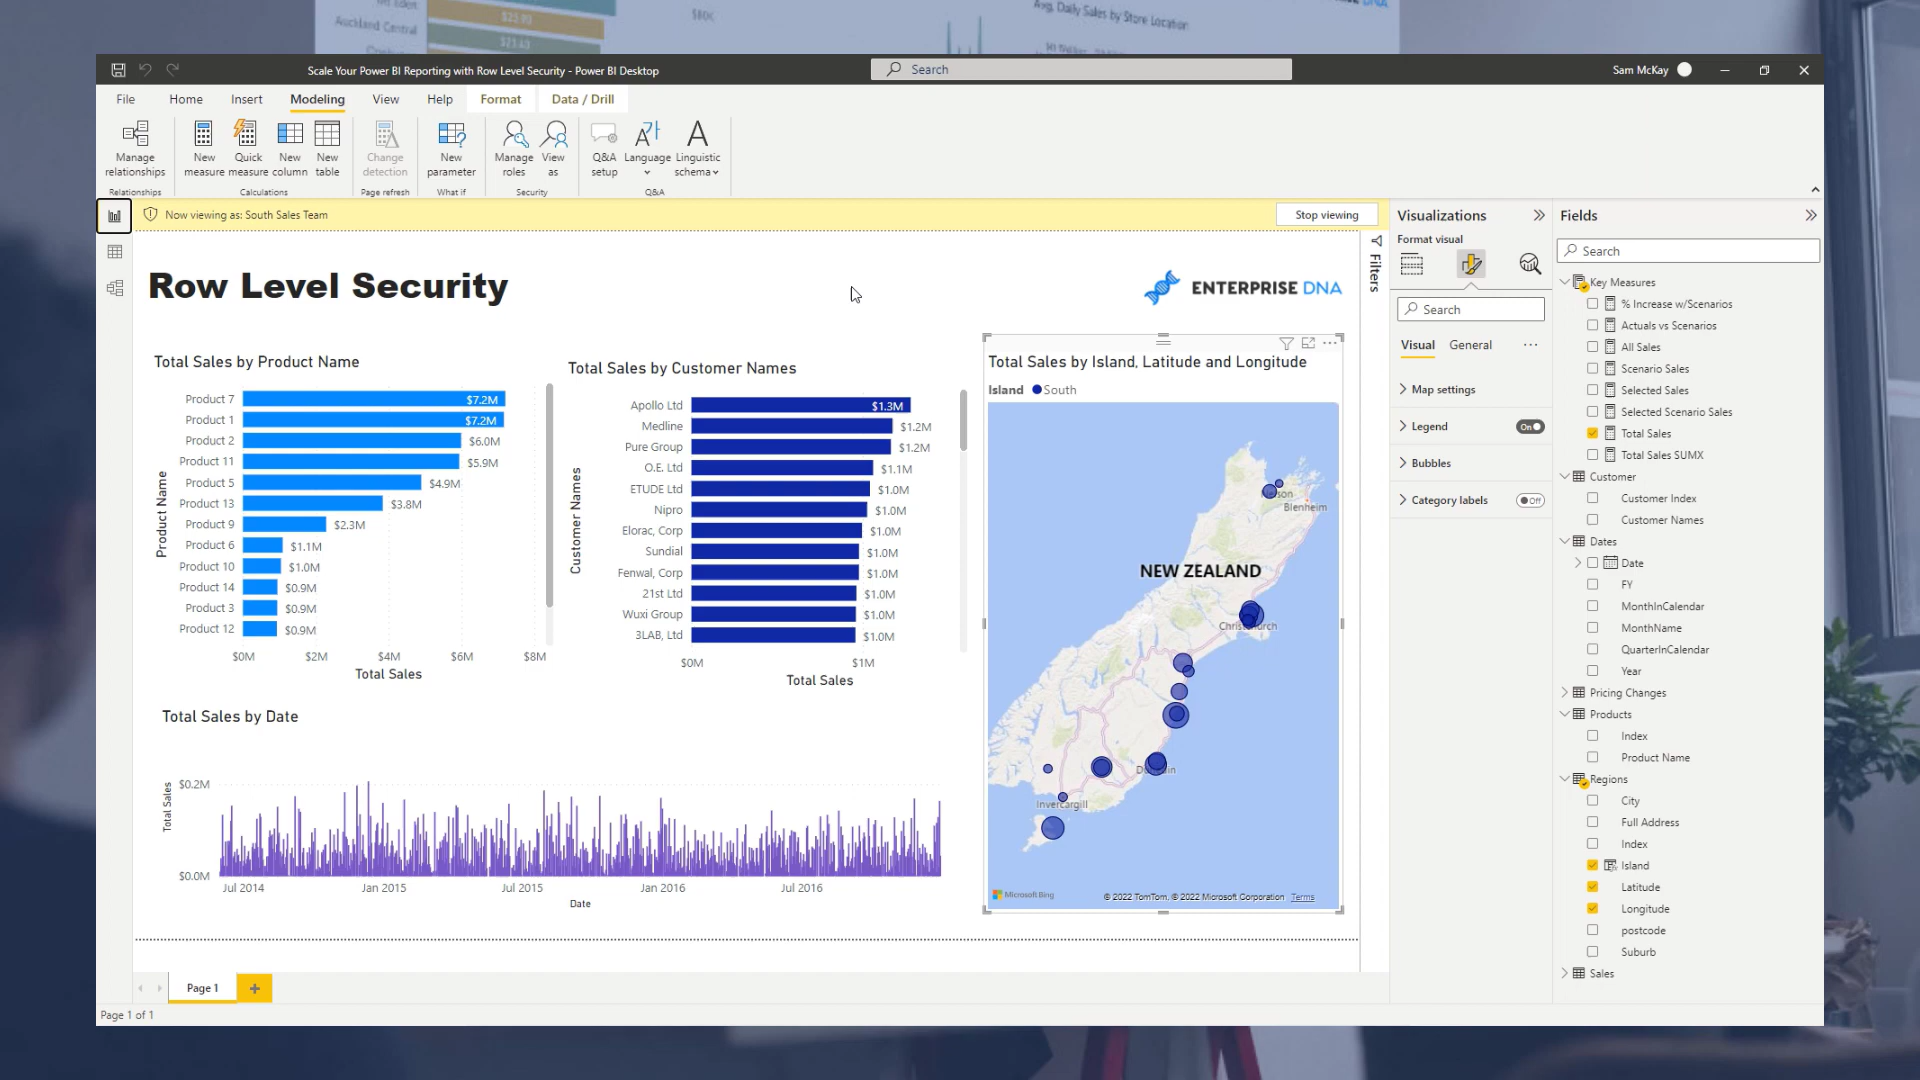 Auckland Central
$25.93
$23.43
$80K
Avg. Daily Sales by Store Location
DNA
Scale Your Power BI Reporting with Row Level Security - Power BI Desktop
Search
Sam McKay
File
Home
Insert
Modeling
View
Help
Format
Data / Drill
Manage relationships
New measure
Quick measure
New column
New table
Change detection
New parameter
Manage roles
View as
Q&A setup
Language
Linguistic schema
Relationships
Calculations
Page refresh
What if
Security
Q&A
Now viewing as: South Sales Team
Stop viewing
Row Level Security
ENTERPRISE DNA
Filters
Total Sales by Product Name
Product Name
Product 7 $7.2M
Product 1 $7.2M
Product 2 $6.0M
Product 11 $5.9M
Product 5 $4.9M
Product 13 $3.8M
Product 9 $2.3M
Product 6 $1.1M
Product 10 $1.0M
Product 14 $0.9M
Product 3 $0.9M
Product 12 $0.9M
$0M $2M $4M $6M $8M
Total Sales
Total Sales by Customer Names
Customer Names
Apollo Ltd $1.3M
Medline $1.2M
Pure Group $1.2M
O.E. Ltd $1.1M
ETUDE Ltd $1.0M
Nipro $1.0M
Elorac, Corp $1.0M
Sundial $1.0M
Fenwal, Corp $1.0M
21st Ltd $1.0M
Wuxi Group $1.0M
3LAB, Ltd $1.0M
$0M $1M
Total Sales
Total Sales by Island, Latitude and Longitude
Island South
Blenheim
NEW ZEALAND
Invercargill
Microsoft Bing
© 2022 TomTom, © 2022 Microsoft Corporation Terms
Total Sales by Date
Total Sales
$0.2M
$0.0M
Jul 2014 Jan 2015 Jul 2015 Jan 2016 Jul 2016
Date
Page 1
Page 1 of 1
Visualizations
Format visual
Search
Visual
General
Map settings
Legend On
Bubbles
Category labels Off
Fields
Search
Key Measures
% Increase w/Scenarios
Actuals vs Scenarios
All Sales
Scenario Sales
Selected Sales
Selected Scenario Sales
Total Sales
Total Sales SUMX
Customer
Customer Index
Customer Names
Dates
Date
FY
MonthInCalendar
MonthName
QuarterInCalendar
Year
Pricing Changes
Products
Index
Product Name
Regions
City
Full Address
Index
Island
Latitude
Longitude
postcode
Suburb
Sales